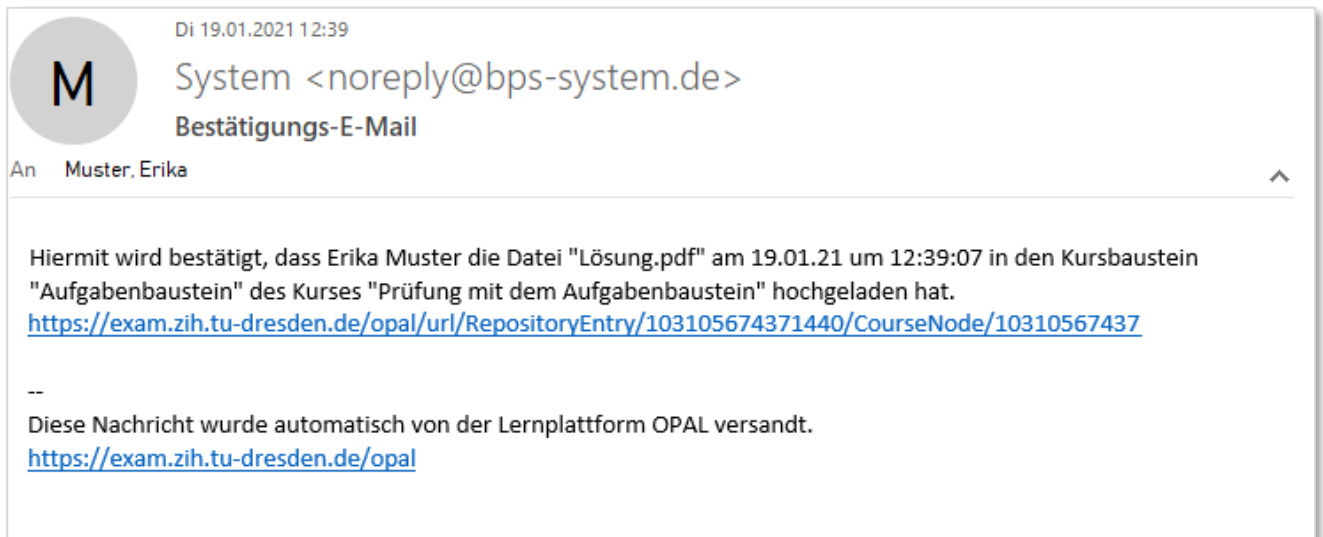 Di 19.01.2021 12:39
M
System <noreply@bps-system.de>
Bestätigungs-E-Mail
An Muster, Erika
Hiermit wird bestätigt, dass Erika Muster die Datei "Lösung.pdf" am 19.01.21 um 12:39:07 in den Kursbaustein
"Aufgabenbaustein" des Kurses "Prüfung mit dem Aufgabenbaustein" hochgeladen hat.
https://exam.zih.tu-dresden.de/opal/url/RepositoryEntry/103105674371440/CourseNode/10310567437
--
Diese Nachricht wurde automatisch von der Lernplattform OPAL versandt.
https://exam.zih.tu-dresden.de/opal